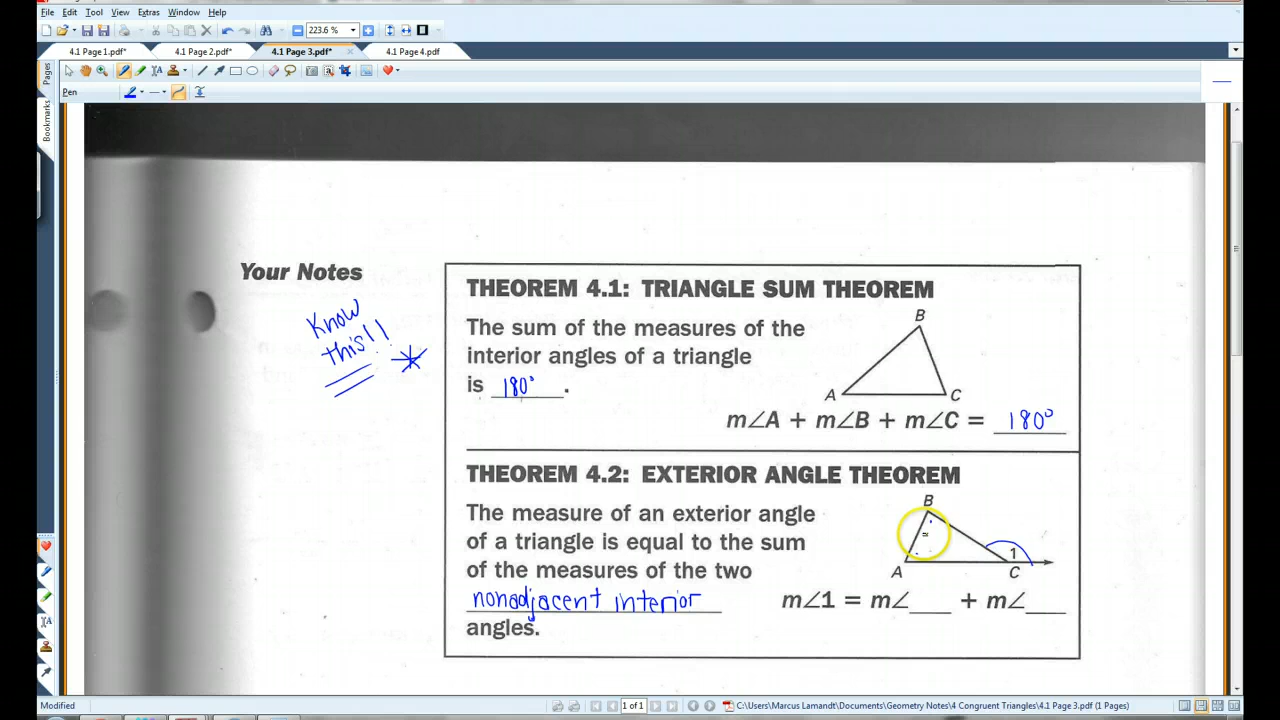 File Edit Tool View Extras Window Help
223.6 %
4.1 Page 1.pdf* 4.1 Page 2.pdf* 4.1 Page 3.pdf* 4.1 Page 4.pdf
Pen
Pages
Bookmarks
Your Notes
Know
this!!
THEOREM 4.1: TRIANGLE SUM THEOREM
The sum of the measures of the
interior angles of a triangle
is 180°.
B
A C
m∠A + m∠B + m∠C = 180°
THEOREM 4.2: EXTERIOR ANGLE THEOREM
The measure of an exterior angle
of a triangle is equal to the sum
of the measures of the two
nonadjacent interior
angles.
B
1
A C
m∠1 = m∠___ + m∠___
Modified 1 of 1 C:\Users\Marcus Lamandt\Documents\Geometry Notes\4 Congruent Triangles\4.1 Page 3.pdf (1 Pages)